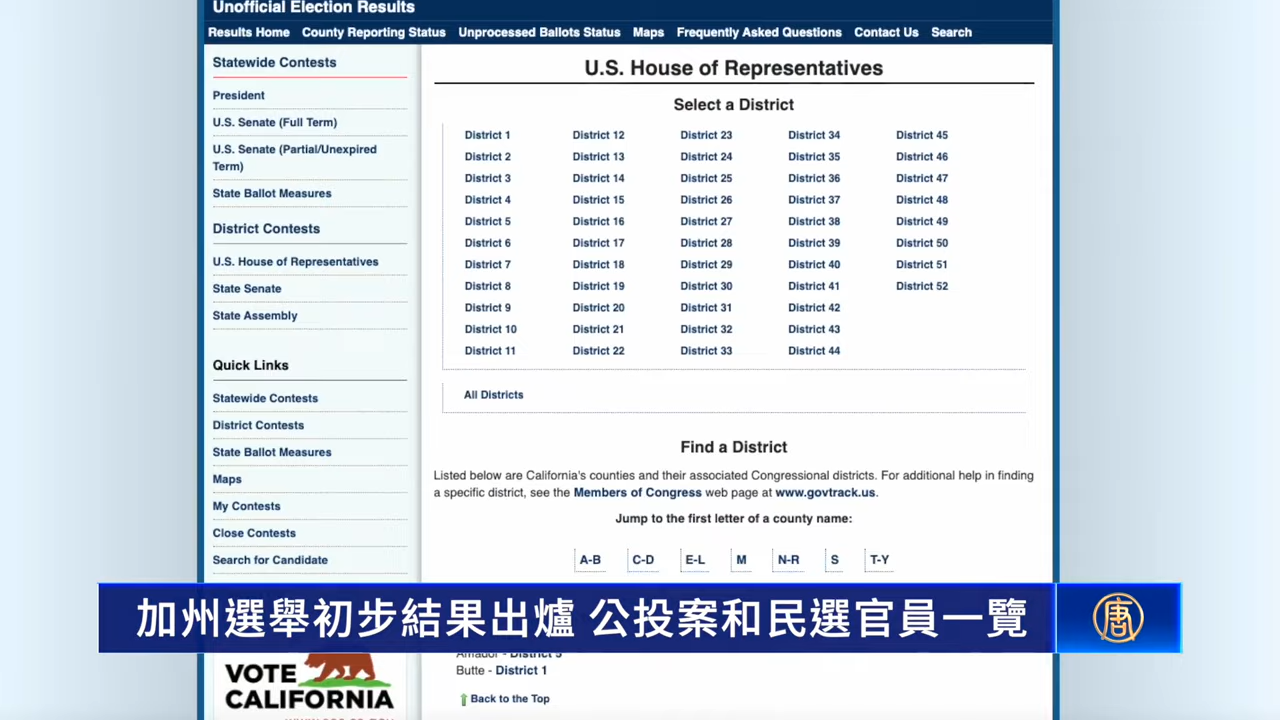 Unofficial Election Results
Results Home County Reporting Status Unprocessed Ballots Status Maps Frequently Asked Questions Contact Us Search
Statewide Contests
President
U.S. Senate (Full Term)
U.S. Senate (Partial/Unexpired
Term)
State Ballot Measures
District Contests
U.S. House of Representatives
State Senate
State Assembly
Quick Links
Statewide Contests
District Contests
State Ballot Measures
Maps
My Contests
Close Contests
Search for Candidate
VOTE
CALIFORNIA
U.S. House of Representatives
Select a District
District 1 District 12 District 23 District 34 District 45
District 2 District 13 District 24 District 35 District 46
District 3 District 14 District 25 District 36 District 47
District 4 District 15 District 26 District 37 District 48
District 5 District 16 District 27 District 38 District 49
District 6 District 17 District 28 District 39 District 50
District 7 District 18 District 29 District 40 District 51
District 8 District 19 District 30 District 41 District 52
District 9 District 20 District 31 District 42
District 10 District 21 District 32 District 43
District 11 District 22 District 33 District 44
All Districts
Find a District
Listed below are California's counties and their associated Congressional districts. For additional help in finding
a specific district, see the Members of Congress web page at www.govtrack.us.
Jump to the first letter of a county name:
A-B C-D E-L M N-R S T-Y
加州選舉初步結果出爐 公投案和民選官員一覽 唐
Amador - District 5
Butte - District 1
Back to the Top